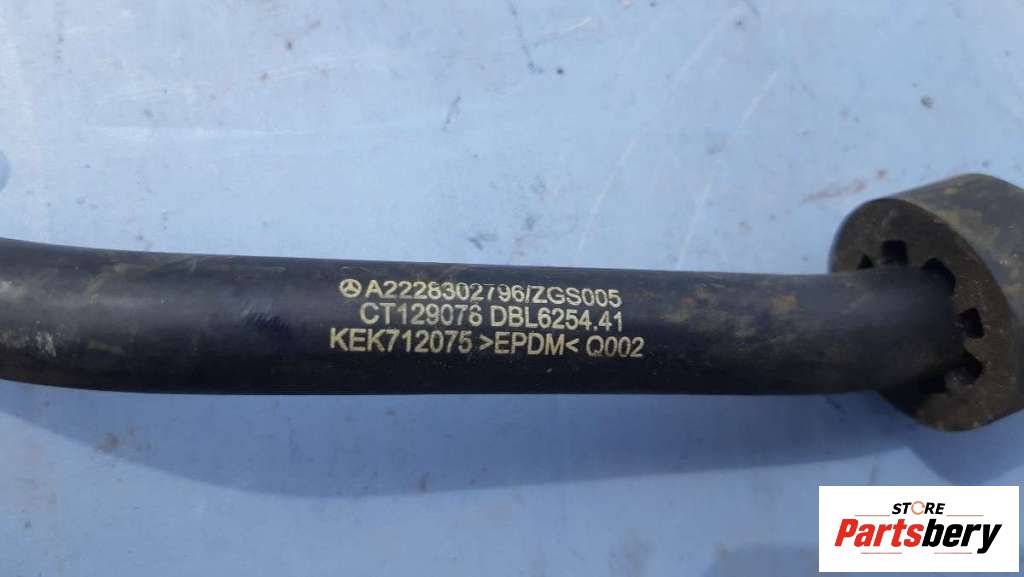 A2228302796/ZGS005
CT129076 DBL6254.41
KEK712075 >EPDM< Q002
STORE
Partsbery